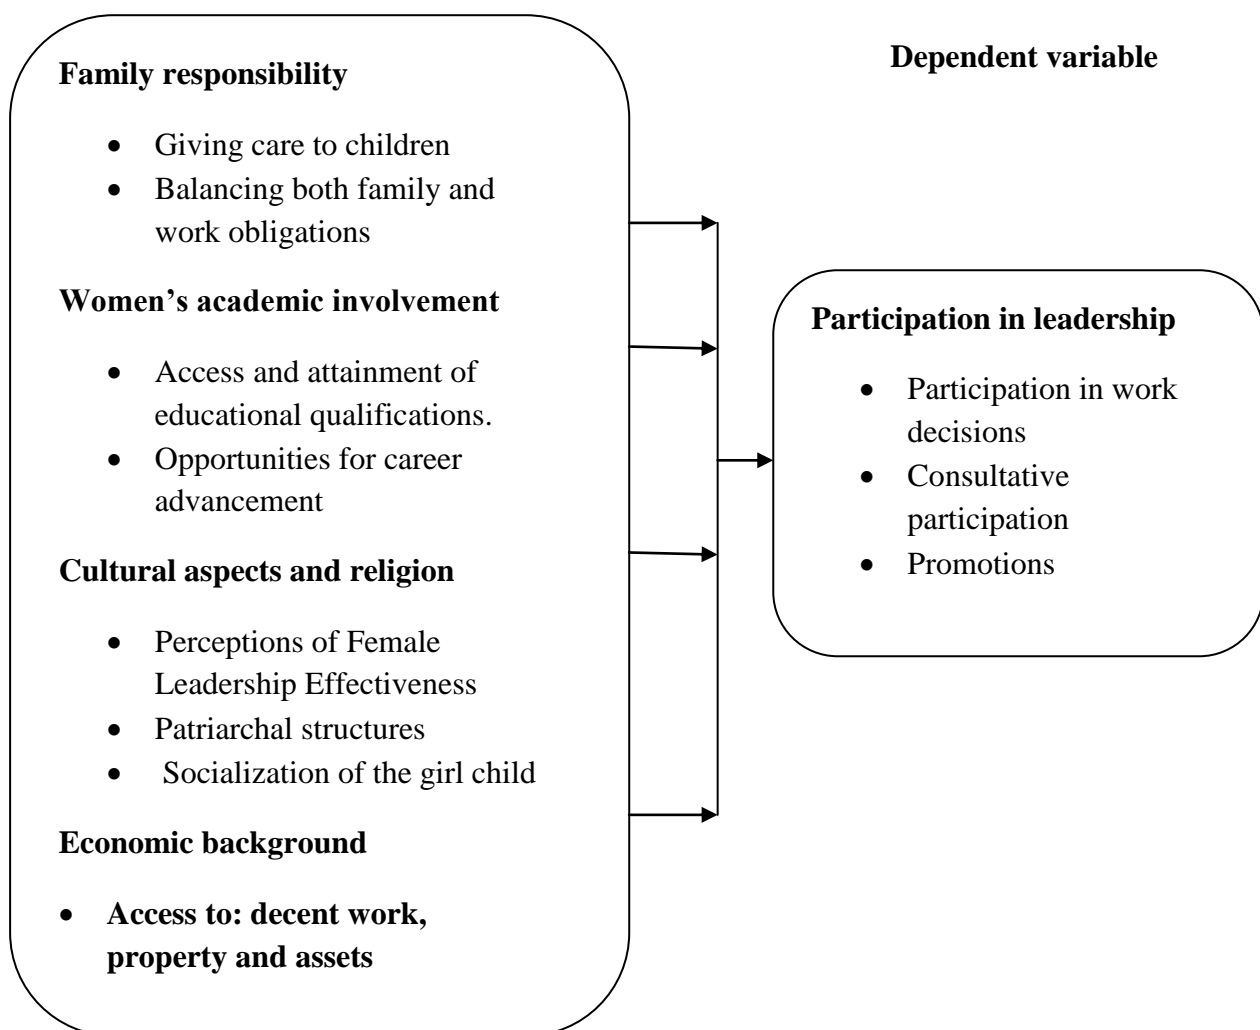 Family responsibility
• Giving care to children
• Balancing both family and
work obligations
Women’s academic involvement
• Access and attainment of
educational qualifications.
• Opportunities for career
advancement
Cultural aspects and religion
• Perceptions of Female
Leadership Effectiveness
• Patriarchal structures
• Socialization of the girl child
Economic background
• Access to: decent work,
property and assets
Dependent variable
Participation in leadership
• Participation in work
decisions
• Consultative
participation
• Promotions